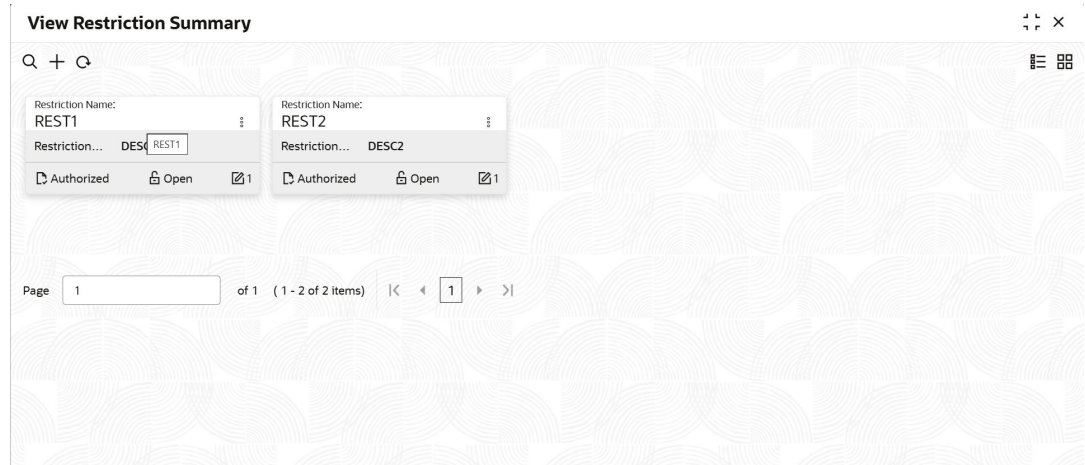 View Restriction Summary
Restriction Name: Restriction Name:
REST1 REST2
Restriction... DESC REST1 Restriction... DESC2
Authorized Open 1 Authorized Open 1
Page 1 of 1 ( 1 - 2 of 2 items) 1